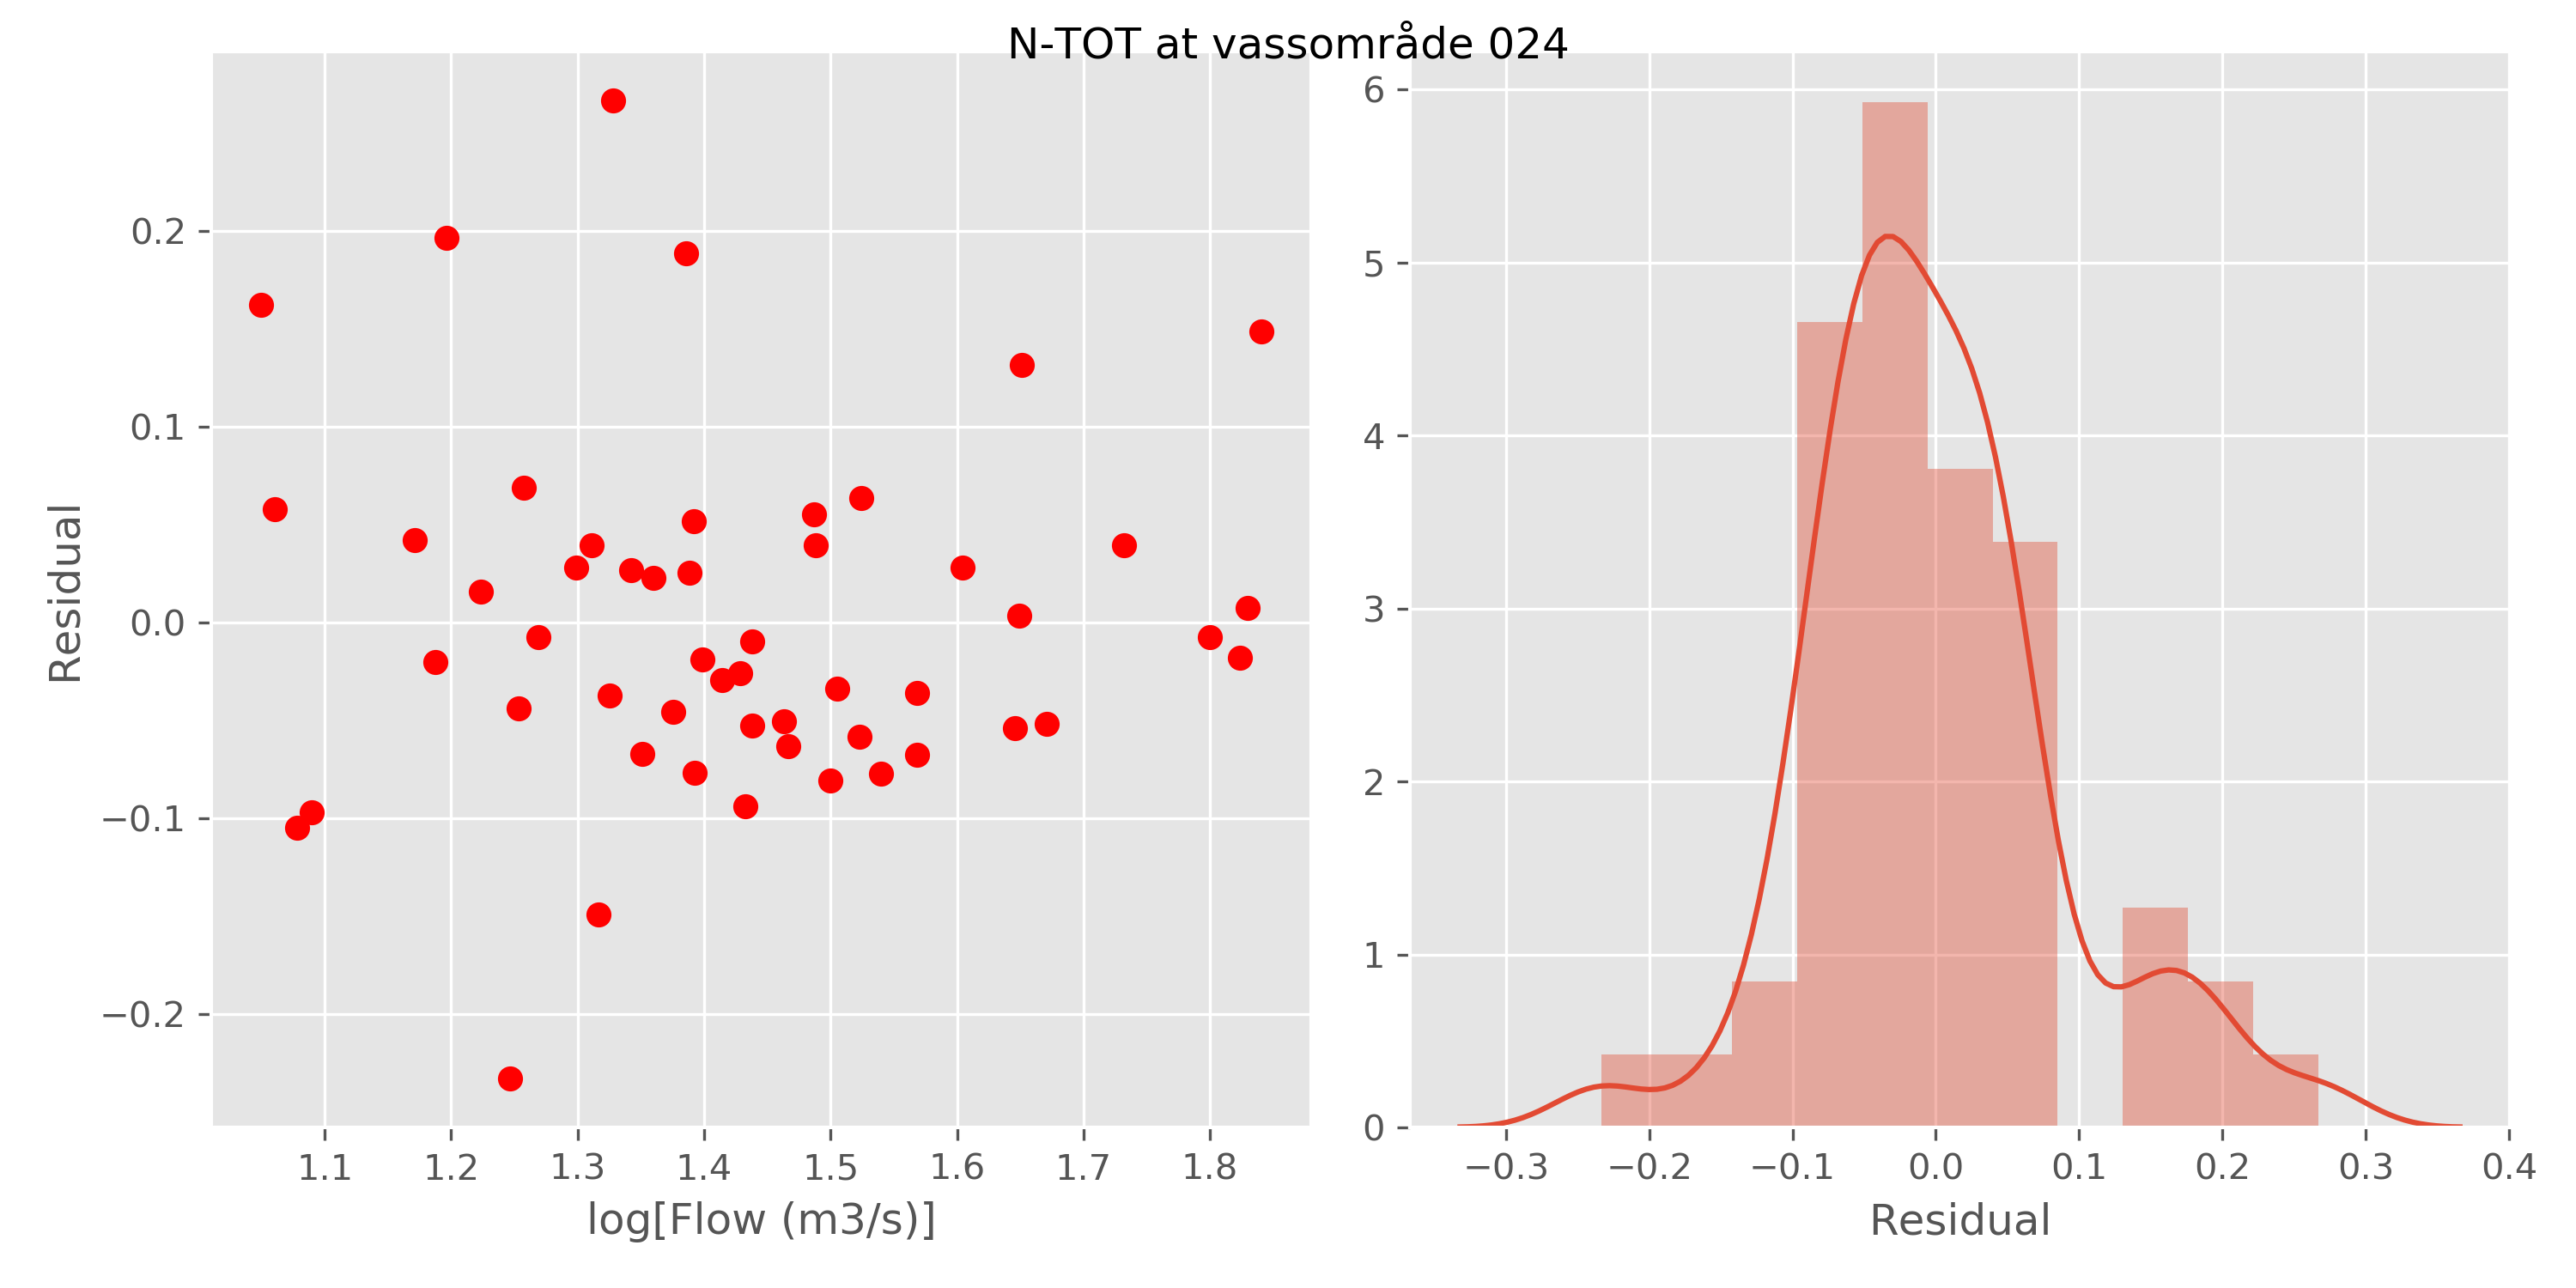 N-TOT at vassområde 024
Residual
0.2
0.1
0.0
−0.1
−0.2
1.1 1.2 1.3 1.4 1.5 1.6 1.7 1.8
log[Flow (m3/s)]
6
5
4
3
2
1
0
−0.3 −0.2 −0.1 0.0 0.1 0.2 0.3 0.4
Residual